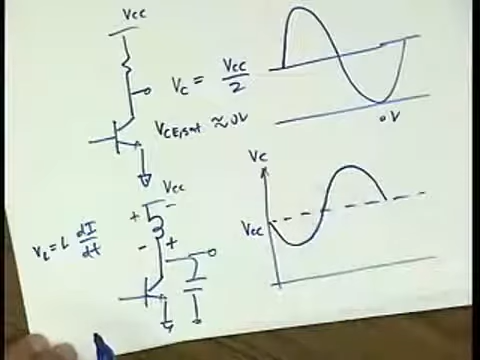 Vcc
Vc = Vcc/2
VCE,sat ≈ 0V
0V
Vc
Vcc
+ -
VL = L dI/dt
- +
Vcc